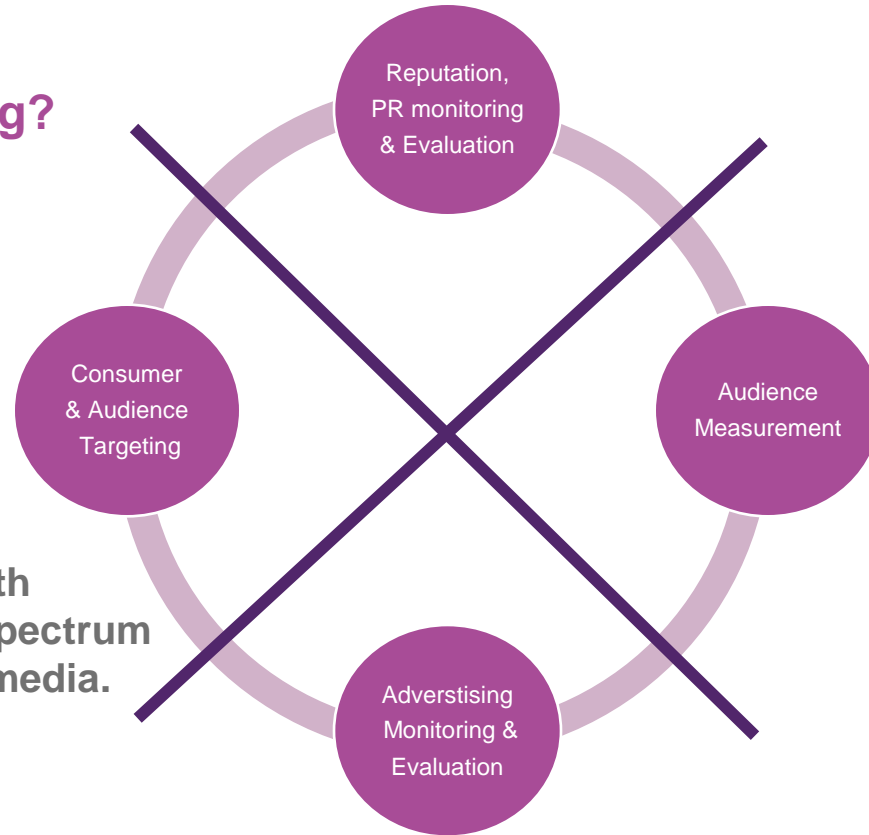 g?
Reputation,
PR monitoring
& Evaluation
Consumer
& Audience
Targeting
Audience
Measurement
th
pectrum
media.
Adverstising
Monitoring &
Evaluation